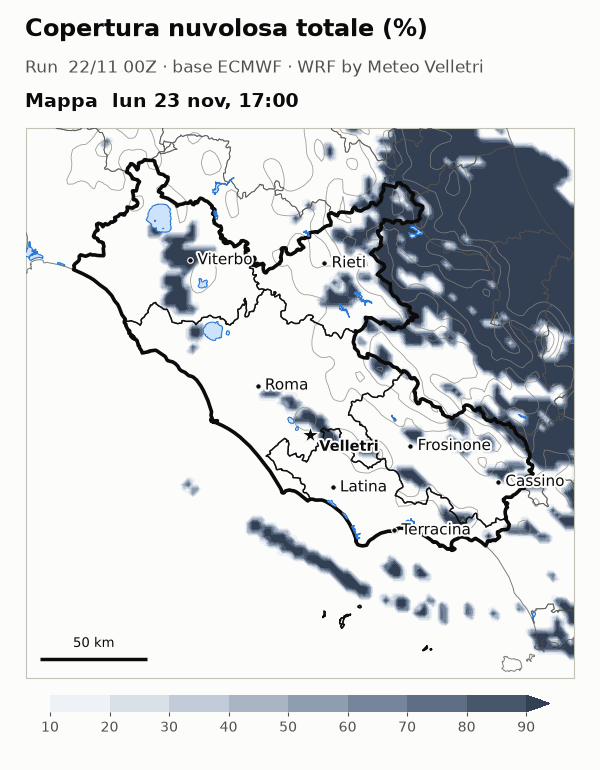 Copertura nuvolosa totale (%)
Run 22/11 00Z · base ECMWF · WRF by Meteo Velletri
Mappa lun 23 nov, 17:00
Viterbo
Rieti
Roma
Velletri
Frosinone
Cassino
Latina
Terracina
50 km
10 20 30 40 50 60 70 80 90